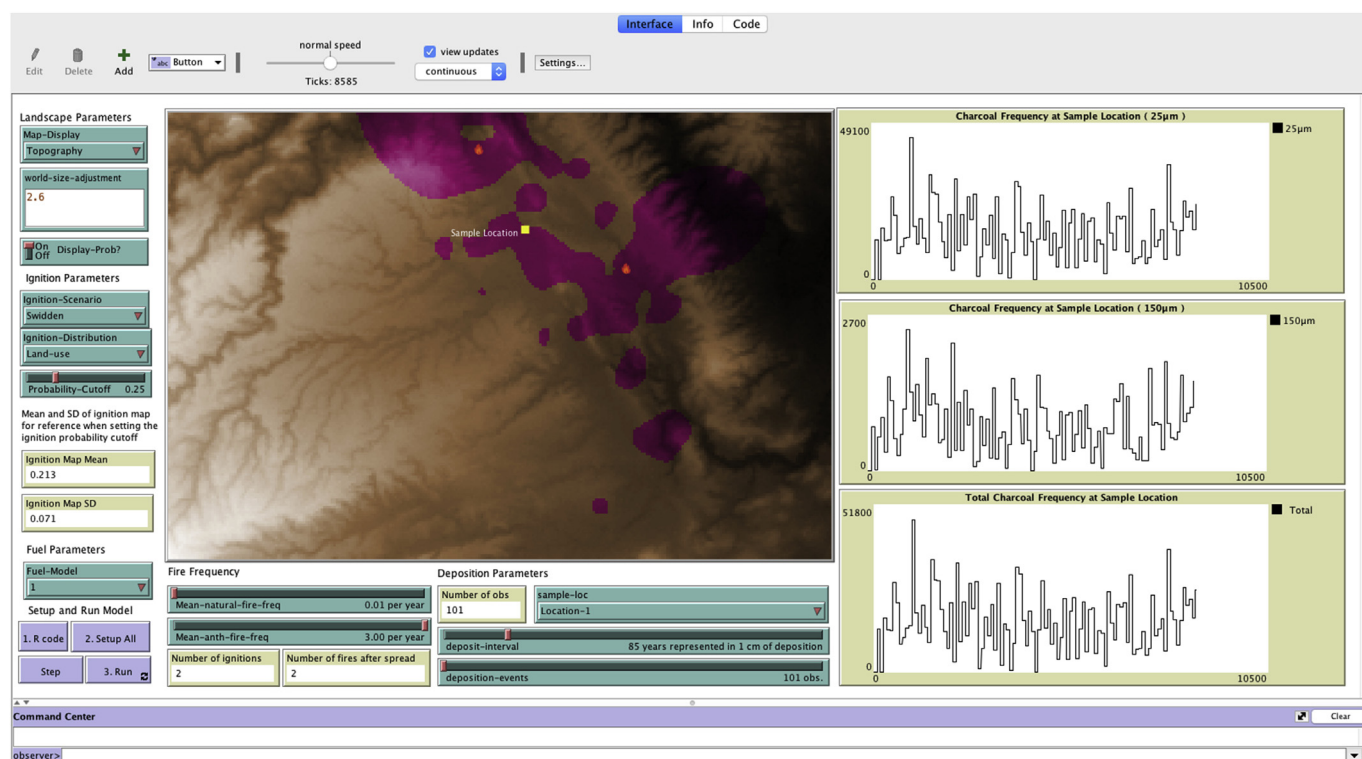 Interface Info Code
Edit Delete Add abc Button
normal speed
Ticks: 8585
view updates
continuous
Settings...
Landscape Parameters
Map-Display
Topography
world-size-adjustment
2.6
On
Off
Display-Prob?
Ignition Parameters
Ignition-Scenario
Swidden
Ignition-Distribution
Land-use
Probability-Cutoff 0.25
Mean and SD of ignition map
for reference when setting the
ignition probability cutoff
Ignition Map Mean
0.213
Ignition Map SD
0.071
Fuel Parameters
Fuel-Model
1
Setup and Run Model
1. R code 2. Setup All
Step 3. Run
Sample Location
Fire Frequency
Mean-natural-fire-freq 0.01 per year
Mean-anth-fire-freq 3.00 per year
Number of ignitions
2
Number of fires after spread
2
Deposition Parameters
Number of obs
101
sample-loc
Location-1
deposit-interval 85 years represented in 1 cm of deposition
deposition-events 101 obs.
Charcoal Frequency at Sample Location ( 25µm )
49100
0
0 10500
25µm
Charcoal Frequency at Sample Location ( 150µm )
2700
0
0 10500
150µm
Total Charcoal Frequency at Sample Location
51800
0
0 10500
Total
Command Center
Clear
observer>